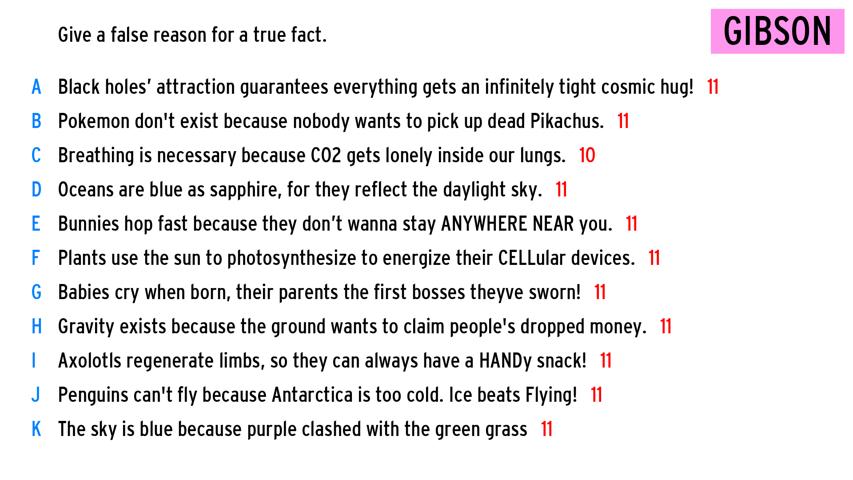 Give a false reason for a true fact.
GIBSON
A Black holes' attraction guarantees everything gets an infinitely tight cosmic hug! 11
B Pokemon don't exist because nobody wants to pick up dead Pikachus. 11
C Breathing is necessary because CO2 gets lonely inside our lungs. 10
D Oceans are blue as sapphire, for they reflect the daylight sky. 11
E Bunnies hop fast because they don't wanna stay ANYWHERE NEAR you. 11
F Plants use the sun to photosynthesize to energize their CELLular devices. 11
G Babies cry when born, their parents the first bosses theyve sworn! 11
H Gravity exists because the ground wants to claim people's dropped money. 11
I Axolotls regenerate limbs, so they can always have a HANDy snack! 11
J Penguins can't fly because Antarctica is too cold. Ice beats Flying! 11
K The sky is blue because purple clashed with the green grass 11